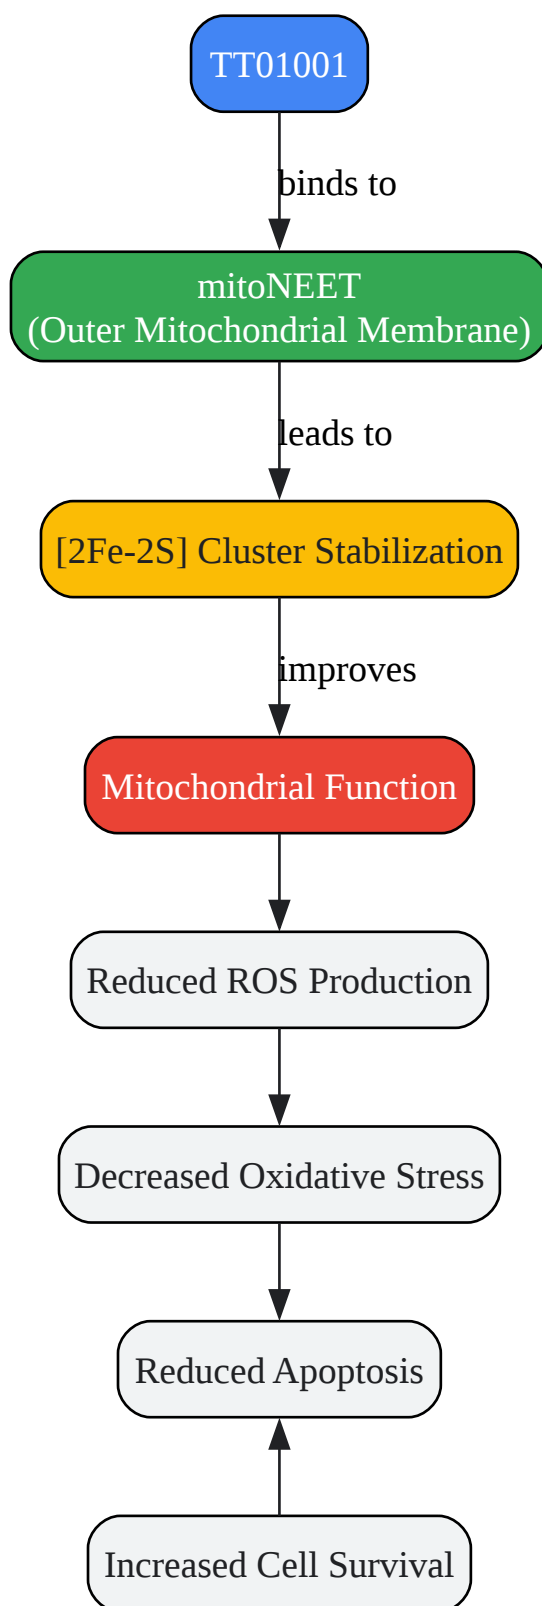 TT01001
binds to
mitoNEET
(Outer Mitochondrial Membrane)
leads to
[2Fe-2S] Cluster Stabilization
improves
Mitochondrial Function
Reduced ROS Production
Decreased Oxidative Stress
Reduced Apoptosis
Increased Cell Survival